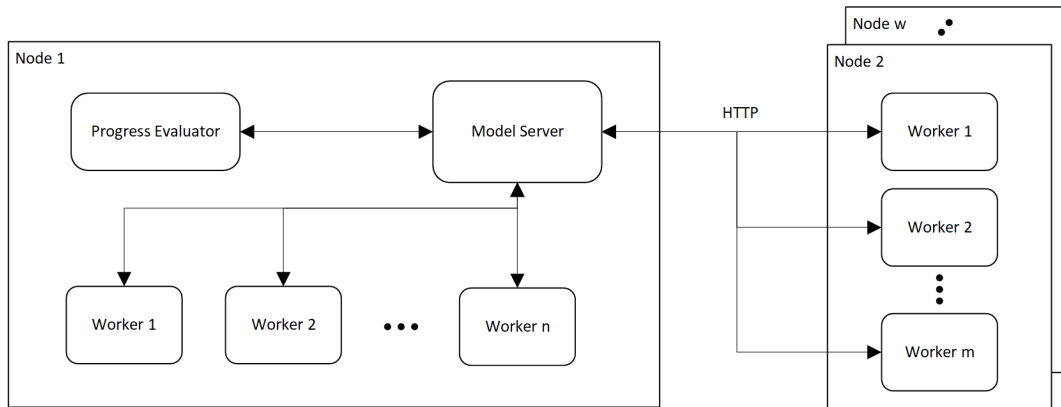 Node w
Node 1
Node 2
Progress Evaluator
Model Server
HTTP
Worker 1
Worker 2
Worker m
Worker 1
Worker 2
Worker n